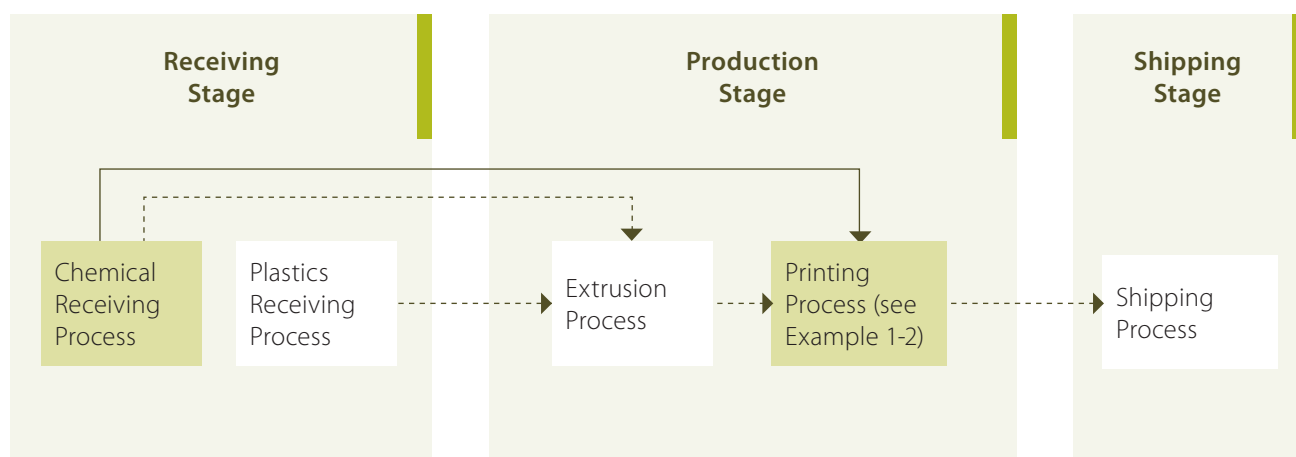 Receiving
Stage
Production
Stage
Shipping
Stage
Chemical
Receiving
Process
Plastics
Receiving
Process
Extrusion
Process
Printing
Process (see
Example 1-2)
Shipping
Process